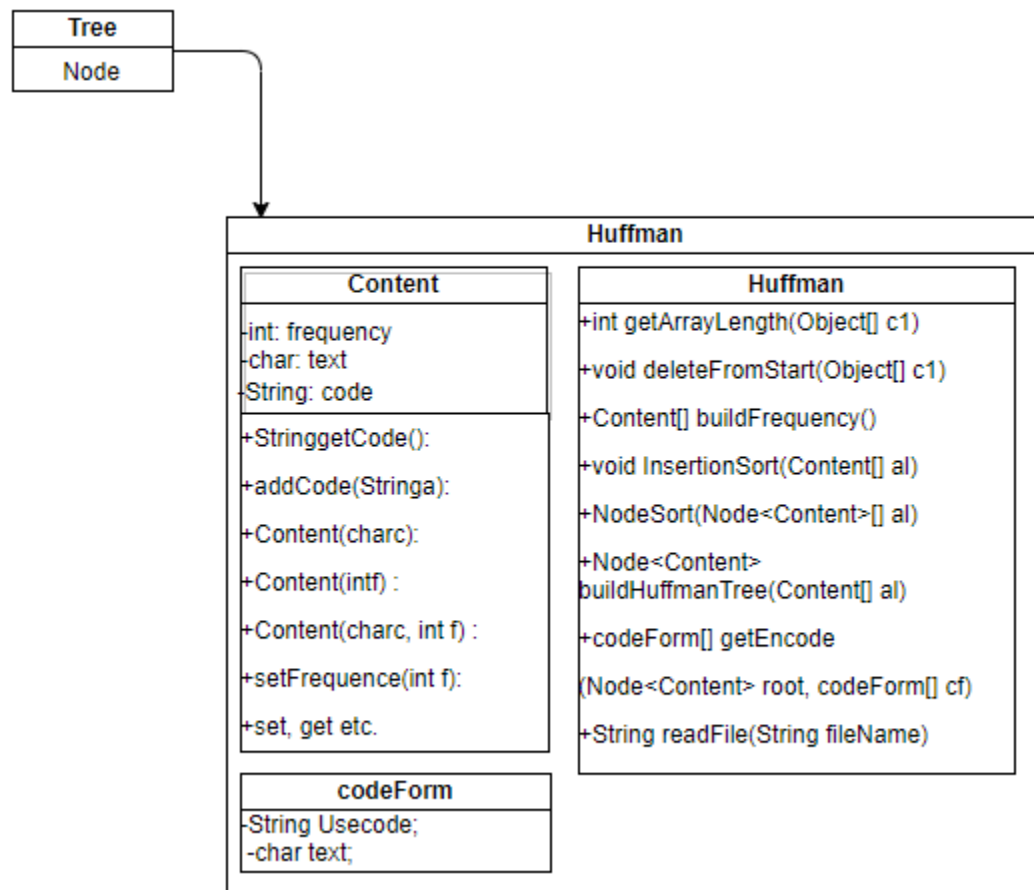 Tree
Node
Huffman
Content
-int: frequency
-char: text
-String: code
+StringgetCode():
+addCode(Stringa):
+Content(charc):
+Content(intf) :
+Content(charc, int f) :
+setFrequence(int f):
+set, get etc.
codeForm
-String Usecode;
-char text;
Huffman
+int getArrayLength(Object[] c1)
+void deleteFromStart(Object[] c1)
+Content[] buildFrequency()
+void InsertionSort(Content[] al)
+NodeSort(Node<Content>[] al)
+Node<Content>
buildHuffmanTree(Content[] al)
+codeForm[] getEncode
(Node<Content> root, codeForm[] cf)
+String readFile(String fileName)